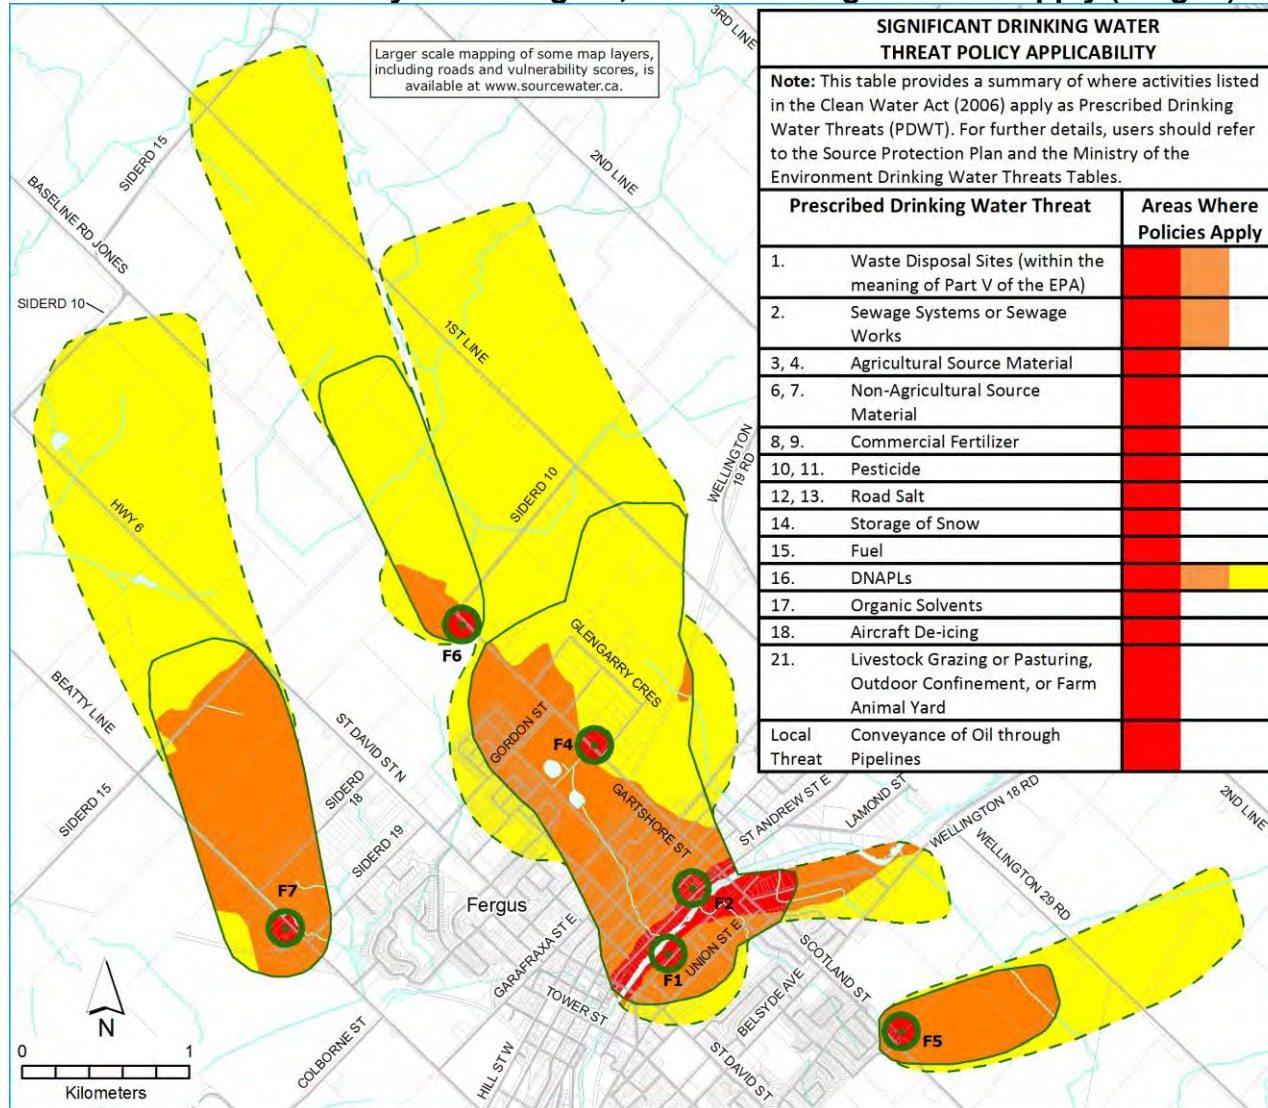 Larger scale mapping of some map layers,
including roads and vulnerability scores, is
available at www.sourcewater.ca.
SIGNIFICANT DRINKING WATER
THREAT POLICY APPLICABILITY
Note: This table provides a summary of where activities listed
in the Clean Water Act (2006) apply as Prescribed Drinking
Water Threats (PDWT). For further details, users should refer
to the Source Protection Plan and the Ministry of the
Environment Drinking Water Threats Tables.
Prescribed Drinking Water Threat
Areas Where
Policies Apply
1. Waste Disposal Sites (within the
meaning of Part V of the EPA)
2. Sewage Systems or Sewage
Works
3, 4. Agricultural Source Material
6, 7. Non-Agricultural Source
Material
8, 9. Commercial Fertilizer
10, 11. Pesticide
12, 13. Road Salt
14. Storage of Snow
15. Fuel
16. DNAPLs
17. Organic Solvents
18. Aircraft De-icing
21. Livestock Grazing or Pasturing,
Outdoor Confinement, or Farm
Animal Yard
Local Conveyance of Oil through
Threat Pipelines
3RD LINE
SIDERD 15
2ND LINE
BASELINE RD JONES
SIDERD 10
1ST LINE
WELLINGTON
19 RD
HWY 6
SIDERD 10
GLENGARRY CRES
F6
BEATTY LINE
ST DAVID ST N
GORDON ST
F4
SIDERD 15
SIDERD
18
GARTSHORE ST
ST ANDREW ST E
LAMOND ST
WELLINGTON 18 RD
2ND LINE
SIDERD 19
WELLINGTON 29 RD
F7
Fergus
F2
GARAFRAXA ST E
UNION ST E
SCOTLAND ST
F1
TOWER ST
BELSYDE AVE
F5
N
COLBORNE ST
HILL ST W
ST DAVID ST
0 1
Kilometers